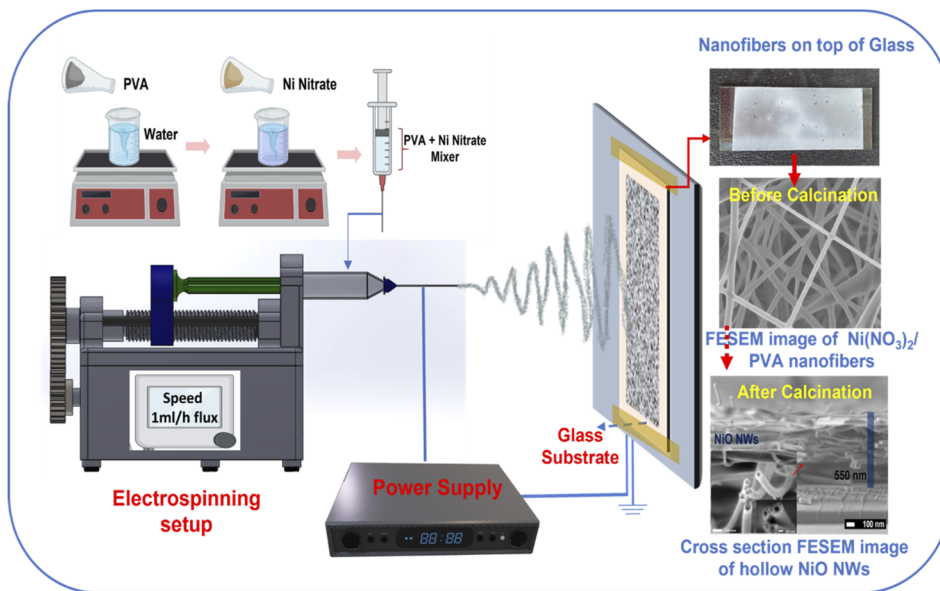 Nanofibers on top of Glass
PVA
Ni Nitrate
Water
PVA + Ni Nitrate
Mixer
Before Calcination
FESEM image of Ni(NO₃)₂/
PVA nanofibers
Speed
1ml/h flux
After Calcination
NiO NWs
550 nm
100 nm
Glass
Substrate
Power Supply
88:88
Electrospinning
setup
Cross section FESEM image
of hollow NiO NWs